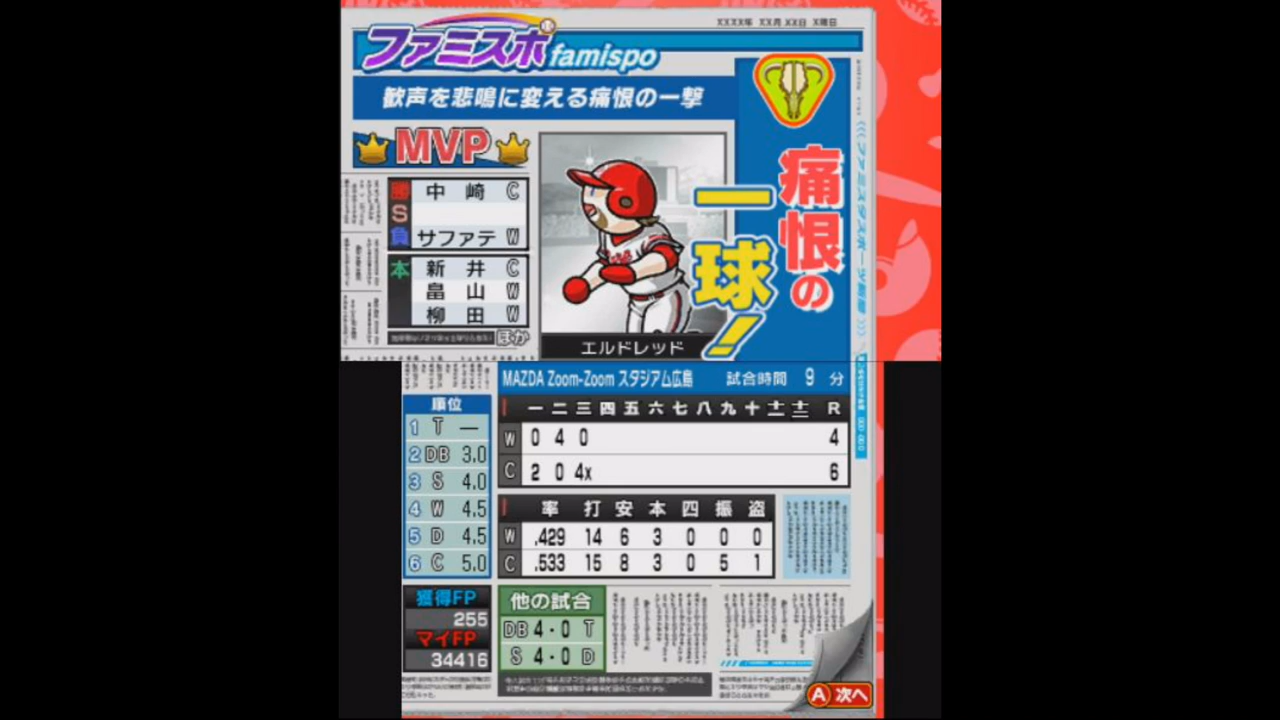 XXXX年 XX月 XX日 X曜日
ファミスポ famispo
歓声を悲鳴に変える痛恨の一撃
痛恨の
一球!
MVP
勝 中崎 C
S
負 サファテ W
本 新井 C
畠山 W
柳田 W
ほか
エルドレッド
MAZDA Zoom-Zoom スタジアム広島 試合時間 9 分
一 二 三 四 五 六 七 八 九 十 十一 十二 R
W 0 4 0 4
C 2 0 4x 6
順位
1 T —
2 DB 3.0
3 S 4.0
4 W 4.5
5 D 4.5
6 C 5.0
率 打 安 本 四 振 盗
W .429 14 6 3 0 0 0
C .533 15 8 3 0 5 1
獲得FP
255
マイFP
34416
他の試合
DB 4 - 0 T
S 4 - 0 D
A 次へ